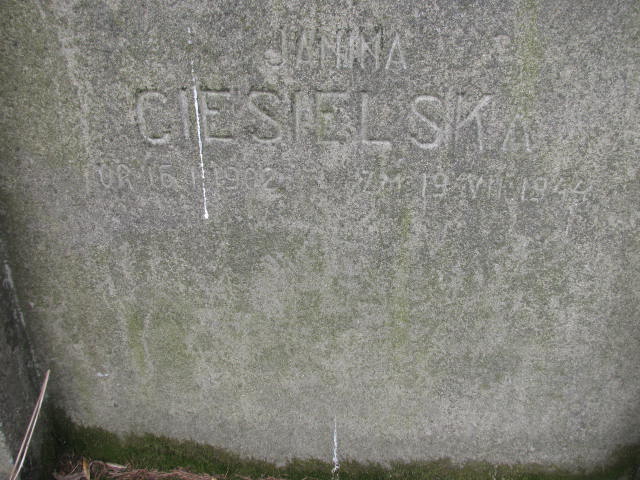 JANINA
CIESIELSKA
UR 16 I 1902 ZM. 19 VII 1944